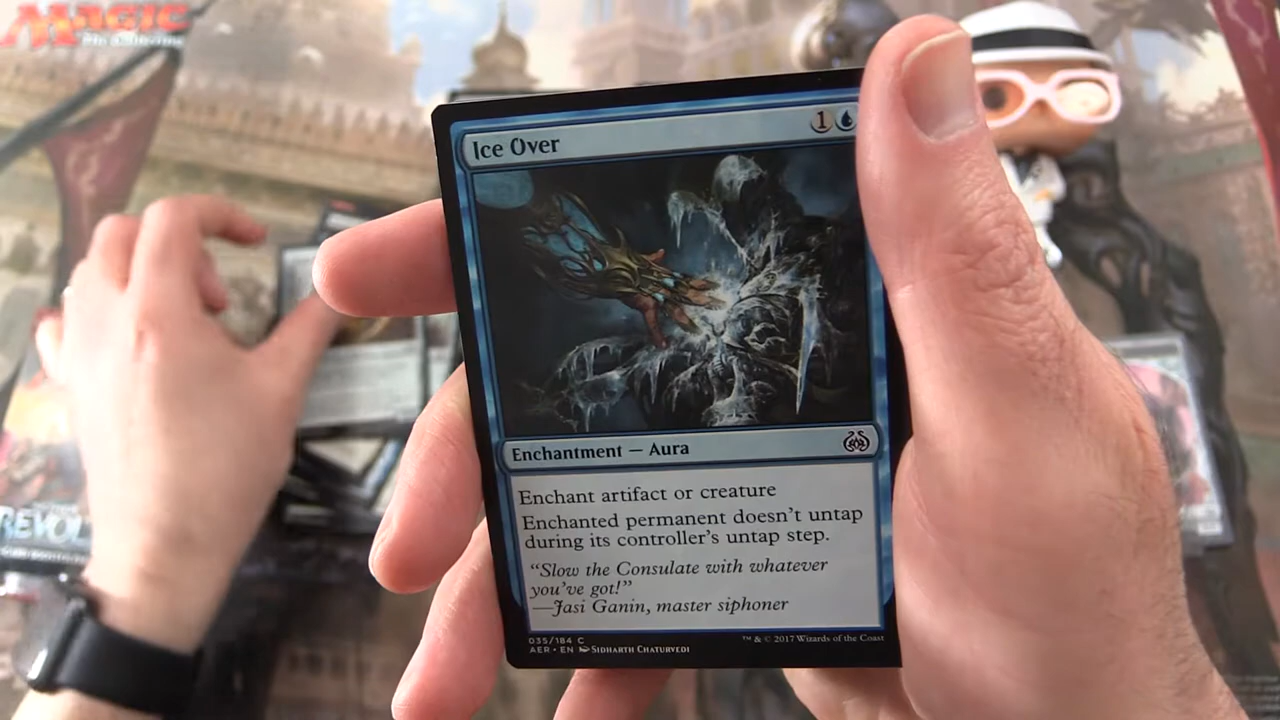 MAGIC
The Gathering
Ice Over
1
Enchantment — Aura
Enchant artifact or creature
Enchanted permanent doesn't untap
during its controller's untap step.
"Slow the Consulate with whatever
you've got!"
—Jasi Ganin, master siphoner
035/184 C
AER • EN Sidharth Chaturvedi
™ & © 2017 Wizards of the Coast
REVOL